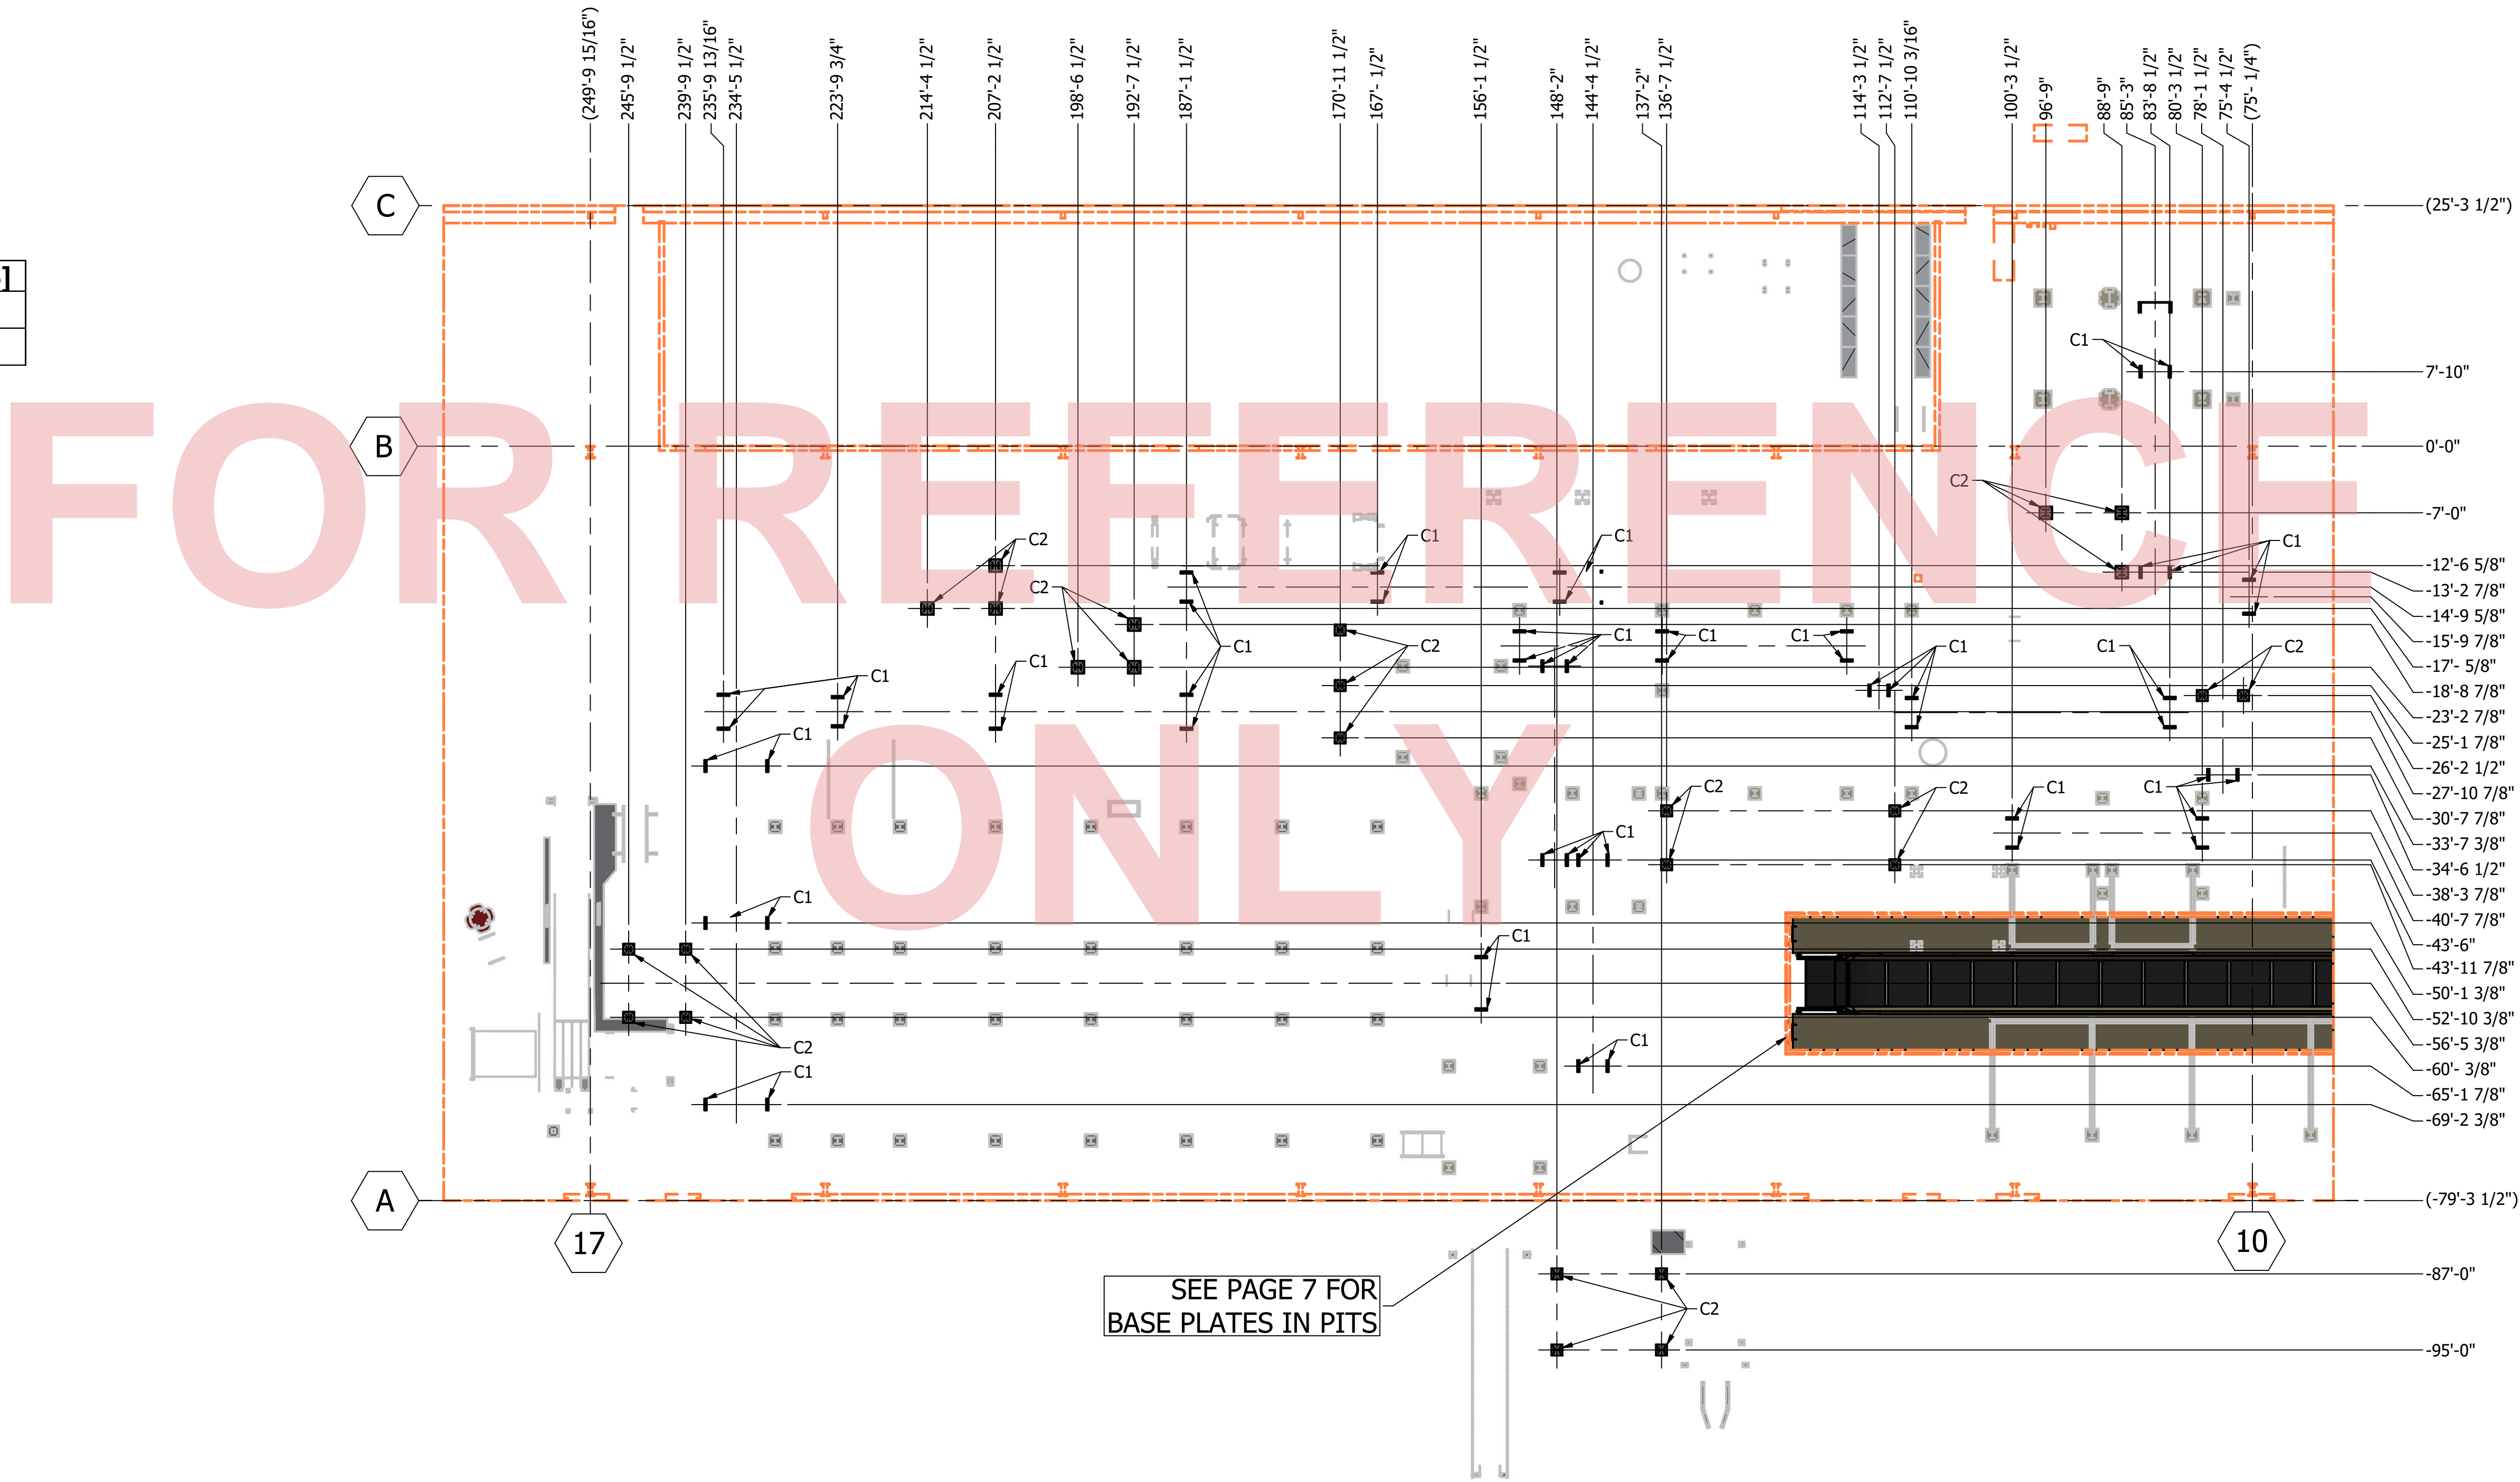 (249'-9 15/16")
245'-9 1/2"
239'-9 1/2"
235'-9 13/16"
234'-5 1/2"
223'-9 3/4"
214'-4 1/2"
207'-2 1/2"
198'-6 1/2"
192'-7 1/2"
187'-1 1/2"
170'-11 1/2"
167'- 1/2"
156'-1 1/2"
148'-2"
144'-4 1/2"
137'-2"
136'-7 1/2"
114'-3 1/2"
112'-7 1/2"
110'-10 3/16"
100'-3 1/2"
96'-9"
88'-9"
85'-3"
83'-8 1/2"
80'-3 1/2"
78'-1 1/2"
75'-4 1/2"
(75'- 1/4")
C
(25'-3 1/2")
]
C1
7'-10"
FOR REFERENCE
B
0'-0"
C2
-7'-0"
C2
C1
C1
C1
-12'-6 5/8"
C2
-13'-2 7/8"
-14'-9 5/8"
C1
C1
C1
C1
-15'-9 7/8"
C1
C2
C1
C1
C2
C1
-17'- 5/8"
C1
-18'-8 7/8"
-23'-2 7/8"
ONLY
C1
-25'-1 7/8"
-26'-2 1/2"
C2
C2
C1
C1
-27'-10 7/8"
-30'-7 7/8"
C1
-33'-7 3/8"
-34'-6 1/2"
C1
-38'-3 7/8"
-40'-7 7/8"
C1
-43'-6"
-43'-11 7/8"
-50'-1 3/8"
-52'-10 3/8"
C2
C1
-56'-5 3/8"
C1
-60'- 3/8"
-65'-1 7/8"
-69'-2 3/8"
A
(-79'-3 1/2")
17
10
-87'-0"
SEE PAGE 7 FOR
BASE PLATES IN PITS
C2
-95'-0"